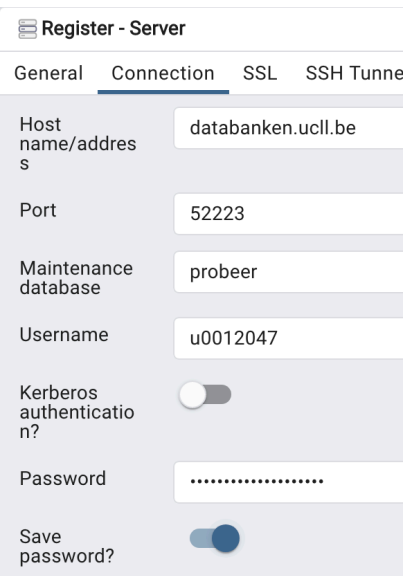 Register - Server
General Connection SSL SSH Tunne
Host
name/addres
s
databanken.ucll.be
Port
52223
Maintenance
database
probeer
Username
u0012047
Kerberos
authenticatio
n?
Password
••••••••••••••••••••
Save
password?